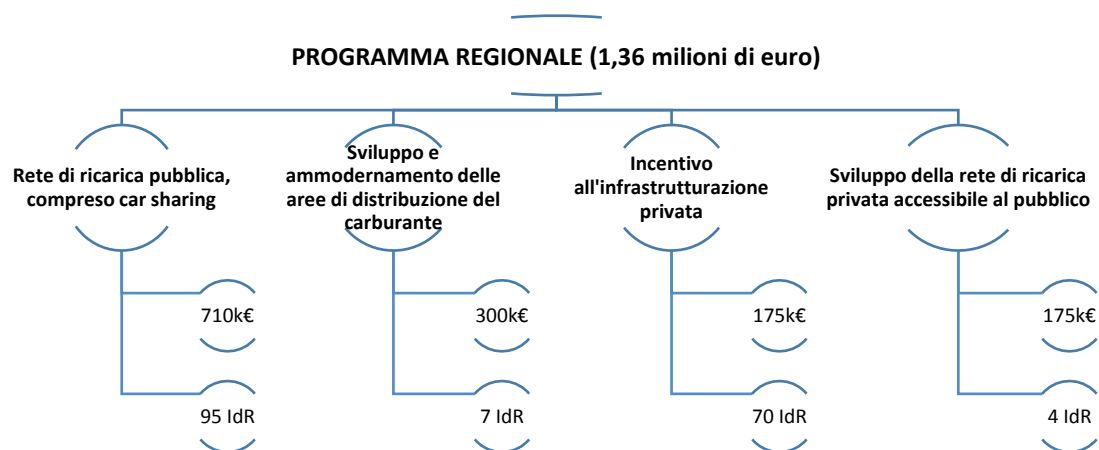 PROGRAMMA REGIONALE (1,36 milioni di euro)
Rete di ricarica pubblica,
compreso car sharing
Sviluppo e
ammodernamento delle
aree di distribuzione del
carburante
Incentivo
all'infrastrutturazione
privata
Sviluppo della rete di ricarica
privata accessibile al pubblico
710k€
300k€
175k€
175k€
95 IdR
7 IdR
70 IdR
4 IdR